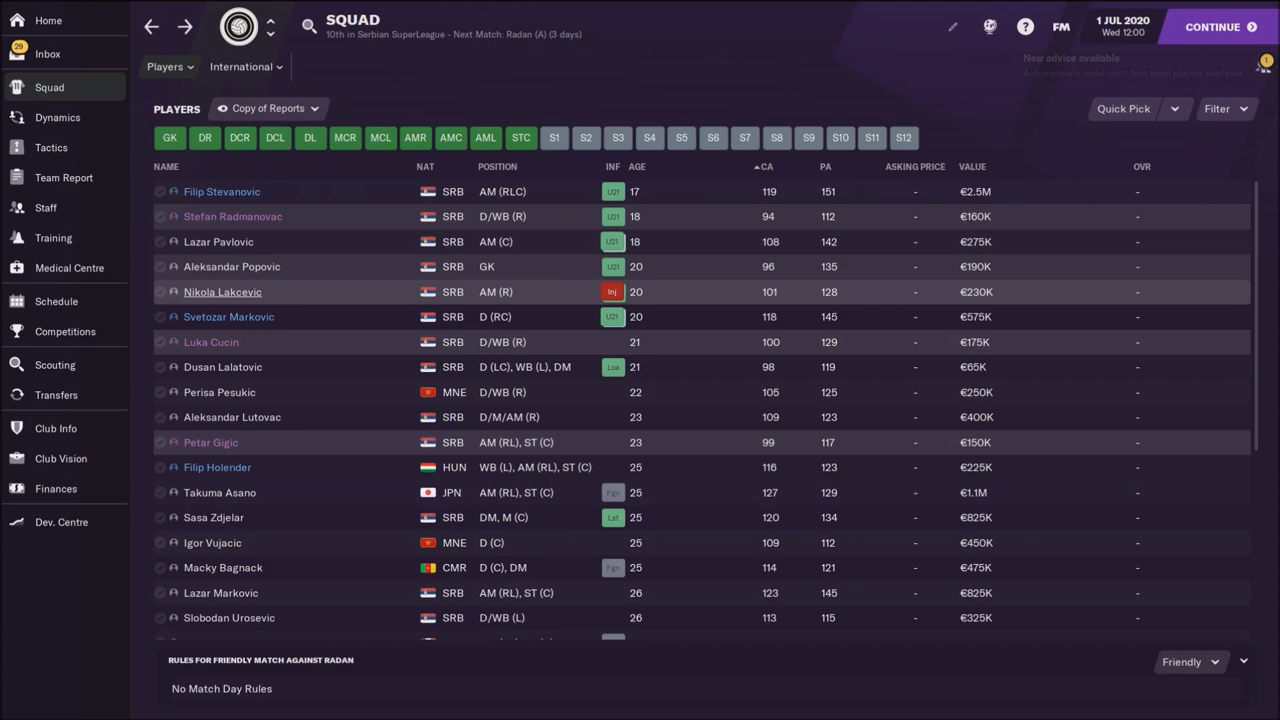 Home
29
Inbox
Squad
Dynamics
Tactics
Team Report
Staff
Training
Medical Centre
Schedule
Competitions
Scouting
Transfers
Club Info
Club Vision
Finances
Dev. Centre
SQUAD
10th in Serbian SuperLeague - Next Match: Radan (A) (3 days)
? FM 1 JUL 2020 CONTINUE
Wed 12:00
Players International
New advice available
1
PLAYERS Copy of Reports Quick Pick Filter
GK DR DCR DCL DL MCR MCL AMR AMC AML STC S1 S2 S3 S4 S5 S6 S7 S8 S9 S10 S11 S12
NAME NAT POSITION INF AGE CA PA ASKING PRICE VALUE OVR
Filip Stevanovic SRB AM (RLC) U21 17 119 151 - €2.5M -
Stefan Radmanovac SRB D/WB (R) U21 18 94 112 - €160K -
Lazar Pavlovic SRB AM (C) U21 18 108 142 - €275K -
Aleksandar Popovic SRB GK U21 20 96 135 - €190K -
Nikola Lakcevic SRB AM (R) Inj 20 101 128 - €230K -
Svetozar Markovic SRB D (RC) U21 20 118 145 - €575K -
Luka Cucin SRB D/WB (R) 21 100 129 - €175K -
Dusan Lalatovic SRB D (LC), WB (L), DM Loa 21 98 119 - €65K -
Perisa Pesukic MNE D/WB (R) 22 105 125 - €250K -
Aleksandar Lutovac SRB D/M/AM (R) 23 109 123 - €400K -
Petar Gigic SRB AM (RL), ST (C) 23 99 117 - €150K -
Filip Holender HUN WB (L), AM (RL), ST (C) 25 116 123 - €225K -
Takuma Asano JPN AM (RL), ST (C) Fgn 25 127 129 - €1.1M -
Sasa Zdjelar SRB DM, M (C) Lat 25 120 134 - €825K -
Igor Vujacic MNE D (C) 25 109 112 - €450K -
Macky Bagnack CMR D (C), DM Fgn 25 114 121 - €475K -
Lazar Markovic SRB AM (RL), ST (C) 26 123 145 - €825K -
Slobodan Urosevic SRB D/WB (L) 26 113 115 - €325K -
RULES FOR FRIENDLY MATCH AGAINST RADAN Friendly
No Match Day Rules